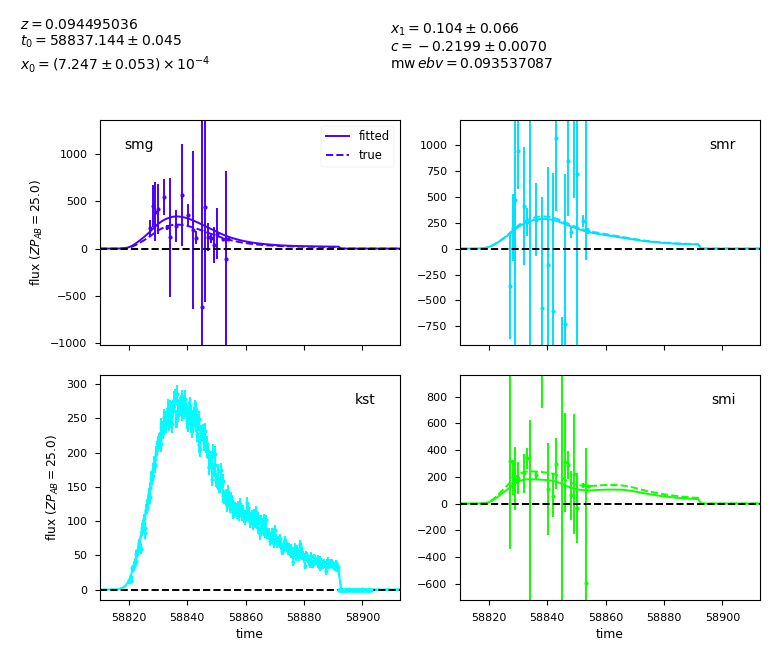 z = 0.094495036
t0 = 58837.144 ± 0.045
x0 = (7.247 ± 0.053) × 10^−4
x1 = 0.104 ± 0.066
c = −0.2199 ± 0.0070
mw ebv = 0.093537087
smg
fitted
true
1000
500
0
−500
−1000
flux (ZP_AB = 25.0)
smr
1000
750
500
250
0
−250
−500
−750
kst
300
250
200
150
100
50
0
flux (ZP_AB = 25.0)
58820 58840 58860 58880 58900
time
smi
800
600
400
200
0
−200
−400
−600
58820 58840 58860 58880 58900
time